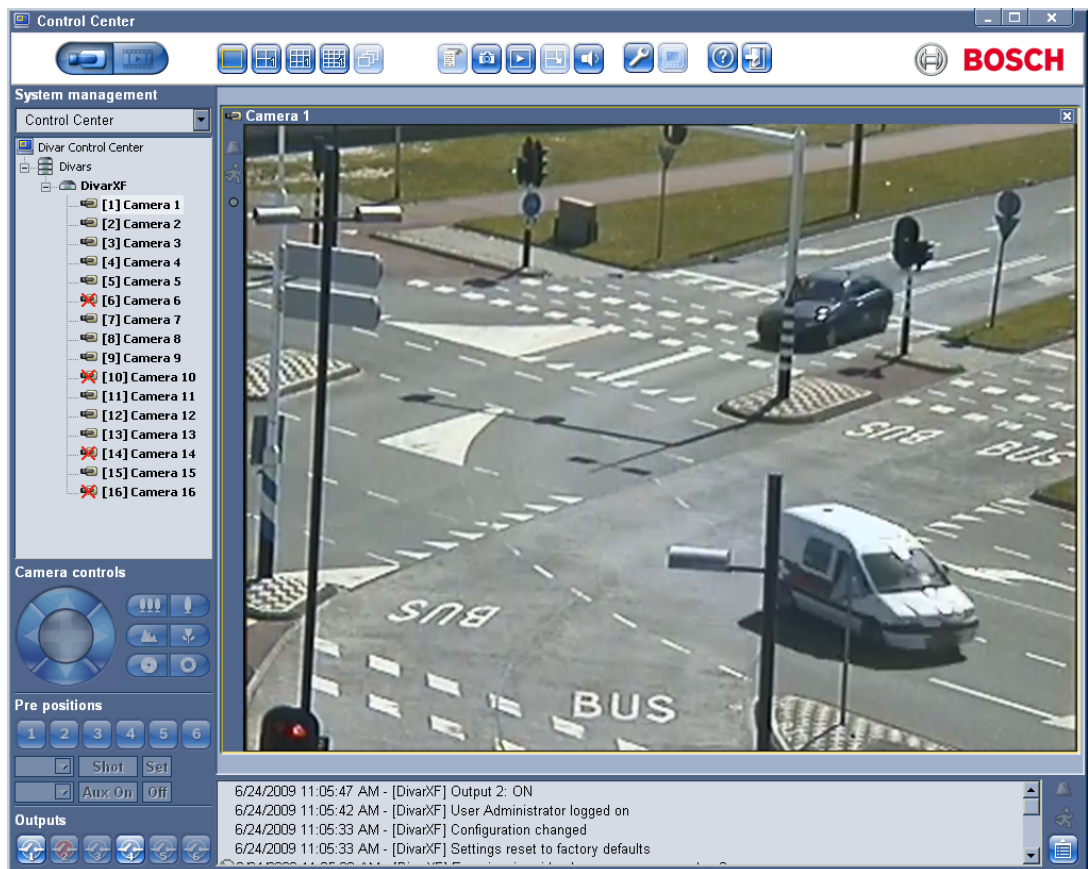 Control Center
BOSCH
System management
Control Center
Divar Control Center
Divars
DivarXF
[1] Camera 1
[2] Camera 2
[3] Camera 3
[4] Camera 4
[5] Camera 5
[6] Camera 6
[7] Camera 7
[8] Camera 8
[9] Camera 9
[10] Camera 10
[11] Camera 11
[12] Camera 12
[13] Camera 13
[14] Camera 14
[15] Camera 15
[16] Camera 16
Camera controls
Pre positions
1 2 3 4 5 6
Shot Set
Aux On Off
Outputs
1 2 3 4 5 6
Camera 1
BUS
BUS
BUS
BUS
6/24/2009 11:05:47 AM - [DivarXF] Output 2: ON
6/24/2009 11:05:42 AM - [DivarXF] User Administrator logged on
6/24/2009 11:05:33 AM - [DivarXF] Configuration changed
6/24/2009 11:05:33 AM - [DivarXF] Settings reset to factory defaults